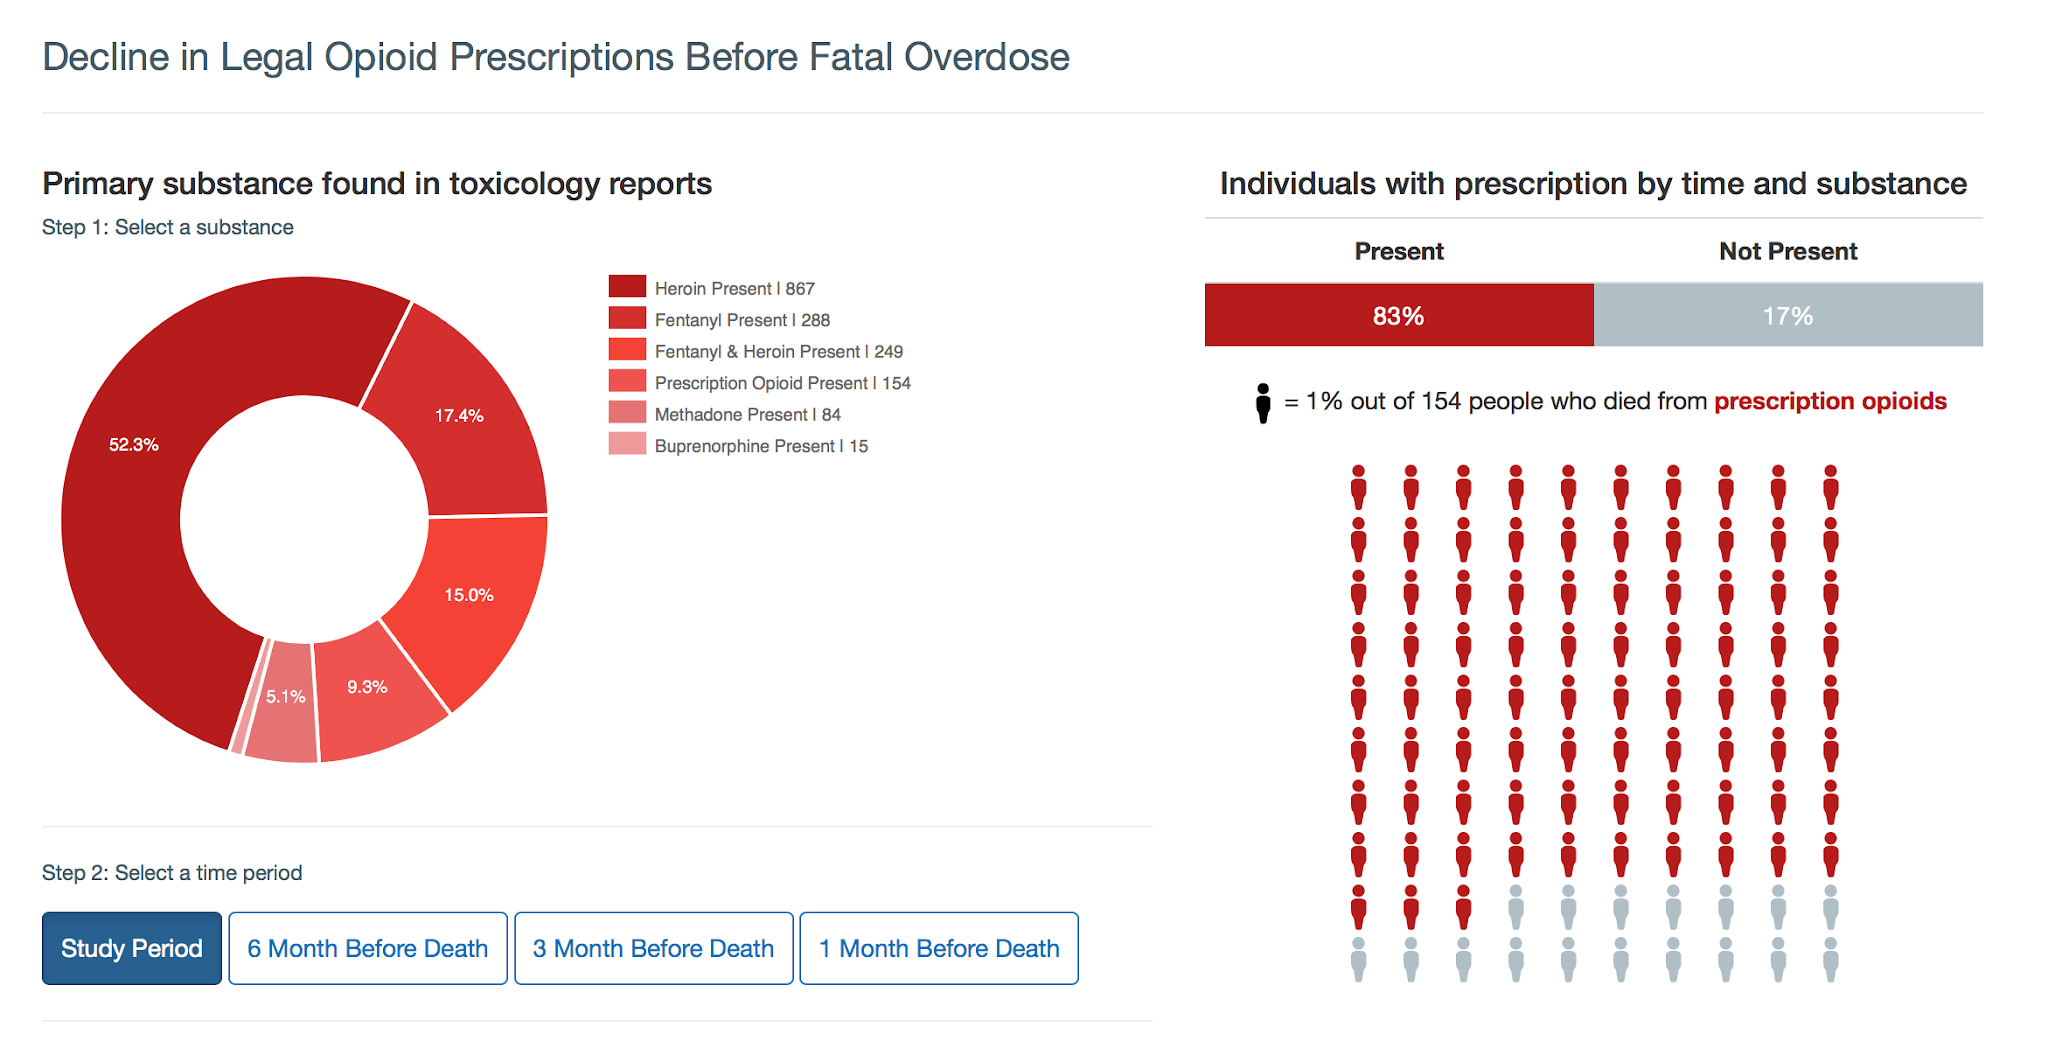 Decline in Legal Opioid Prescriptions Before Fatal Overdose
Primary substance found in toxicology reports
Step 1: Select a substance
Heroin Present | 867
Fentanyl Present | 288
Fentanyl & Heroin Present | 249
Prescription Opioid Present | 154
Methadone Present | 84
Buprenorphine Present | 15
17.4%
52.3%
15.0%
9.3%
5.1%
Step 2: Select a time period
Study Period
6 Month Before Death
3 Month Before Death
1 Month Before Death
Individuals with prescription by time and substance
Present Not Present
83% 17%
= 1% out of 154 people who died from prescription opioids